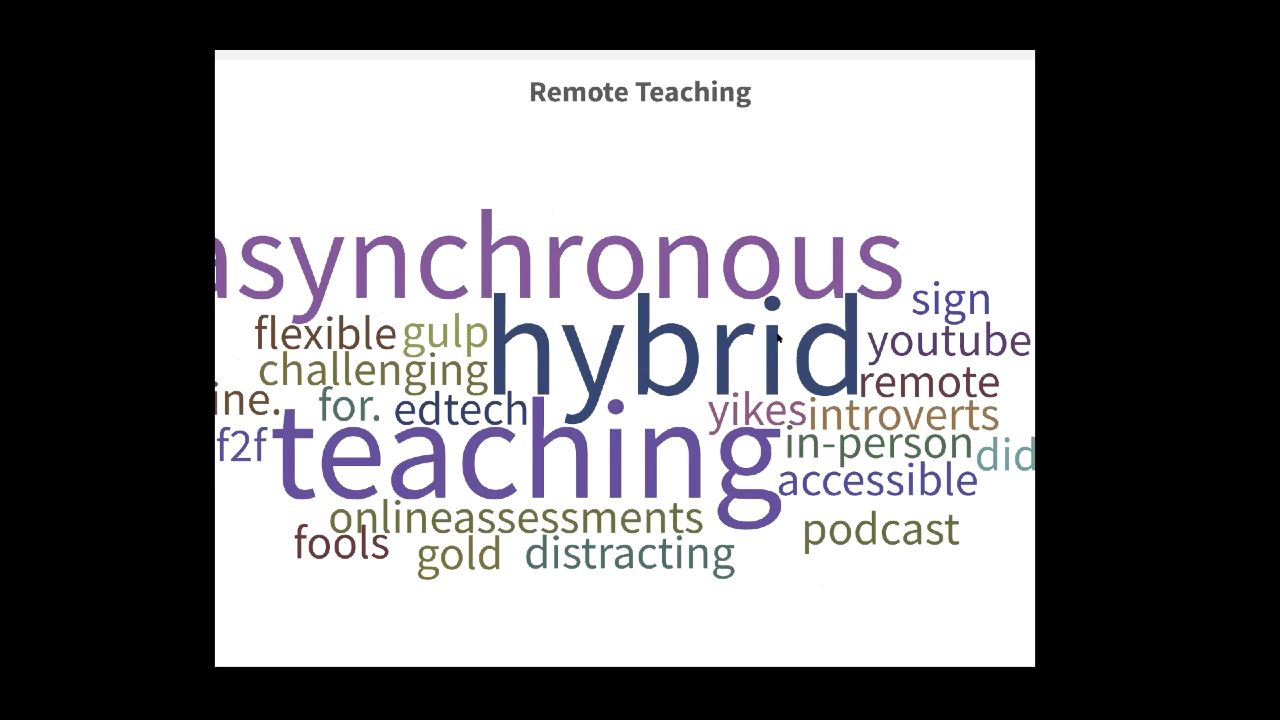 Remote Teaching
asynchronous
sign
hybrid
flexible gulp
youtube
challenging
remote
ine. for. edtech
yikes introverts
f2f teaching in-person did
accessible
onlineassessments
podcast
fools gold distracting